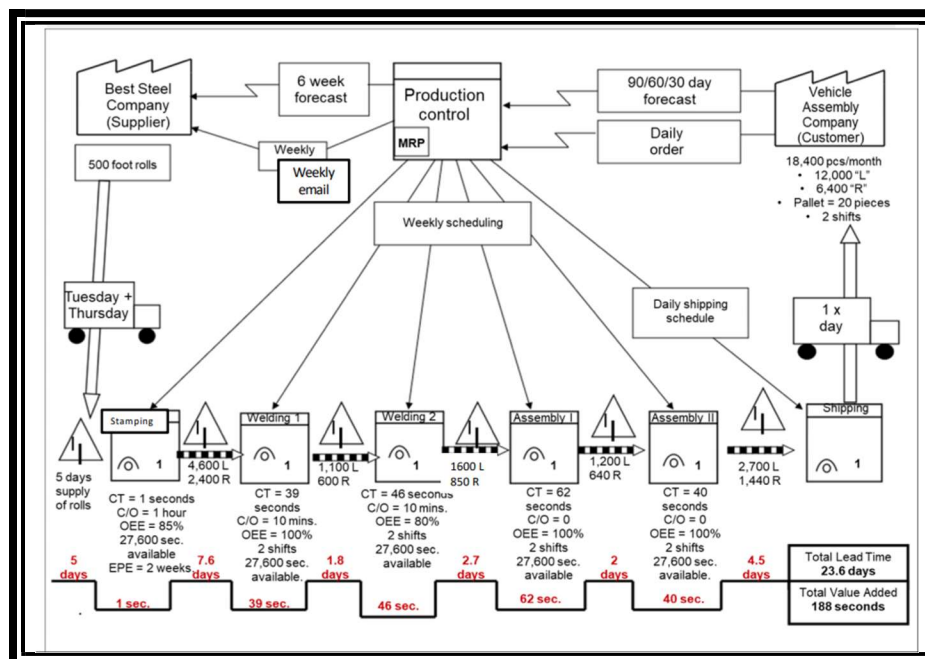 Best Steel
Company
(Supplier)
6 week
forecast
Production
control
MRP
90/60/30 day
forecast
Daily
order
Vehicle
Assembly
Company
(Customer)
500 foot rolls
Weekly
Weekly
email
18,400 pcs/month
• 12,000 "L"
• 6,400 "R"
• Pallet = 20 pieces
• 2 shifts
Weekly scheduling
Tuesday +
Thursday
Daily shipping
schedule
1 x
day
Stamping
1
Welding 1
1
Welding 2
1
Assembly I
1
Assembly II
1
Shipping
1
I
I
I
I
I
I
5 days
supply
of rolls
4,600 L
2,400 R
1,100 L
600 R
1600 L
850 R
1,200 L
640 R
2,700 L
1,440 R
CT = 1 seconds
C/O = 1 hour
OEE = 85%
27,600 sec.
available
EPE = 2 weeks
CT = 39
seconds
C/O = 10 mins.
OEE = 100%
2 shifts
27,600 sec.
available.
CT = 46 seconds
C/O = 10 mins.
OEE = 80%
2 shifts
27,600 sec.
available
CT = 62
seconds
C/O = 0
OEE = 100%
2 shifts
27,600 sec.
available.
CT = 40
seconds
C/O = 0
OEE = 100%
2 shifts
27,600 sec.
available.
5
days
7.6
days
1.8
days
2.7
days
2
days
4.5
days
1 sec.
39 sec.
46 sec.
62 sec.
40 sec.
Total Lead Time
23.6 days
Total Value Added
188 seconds